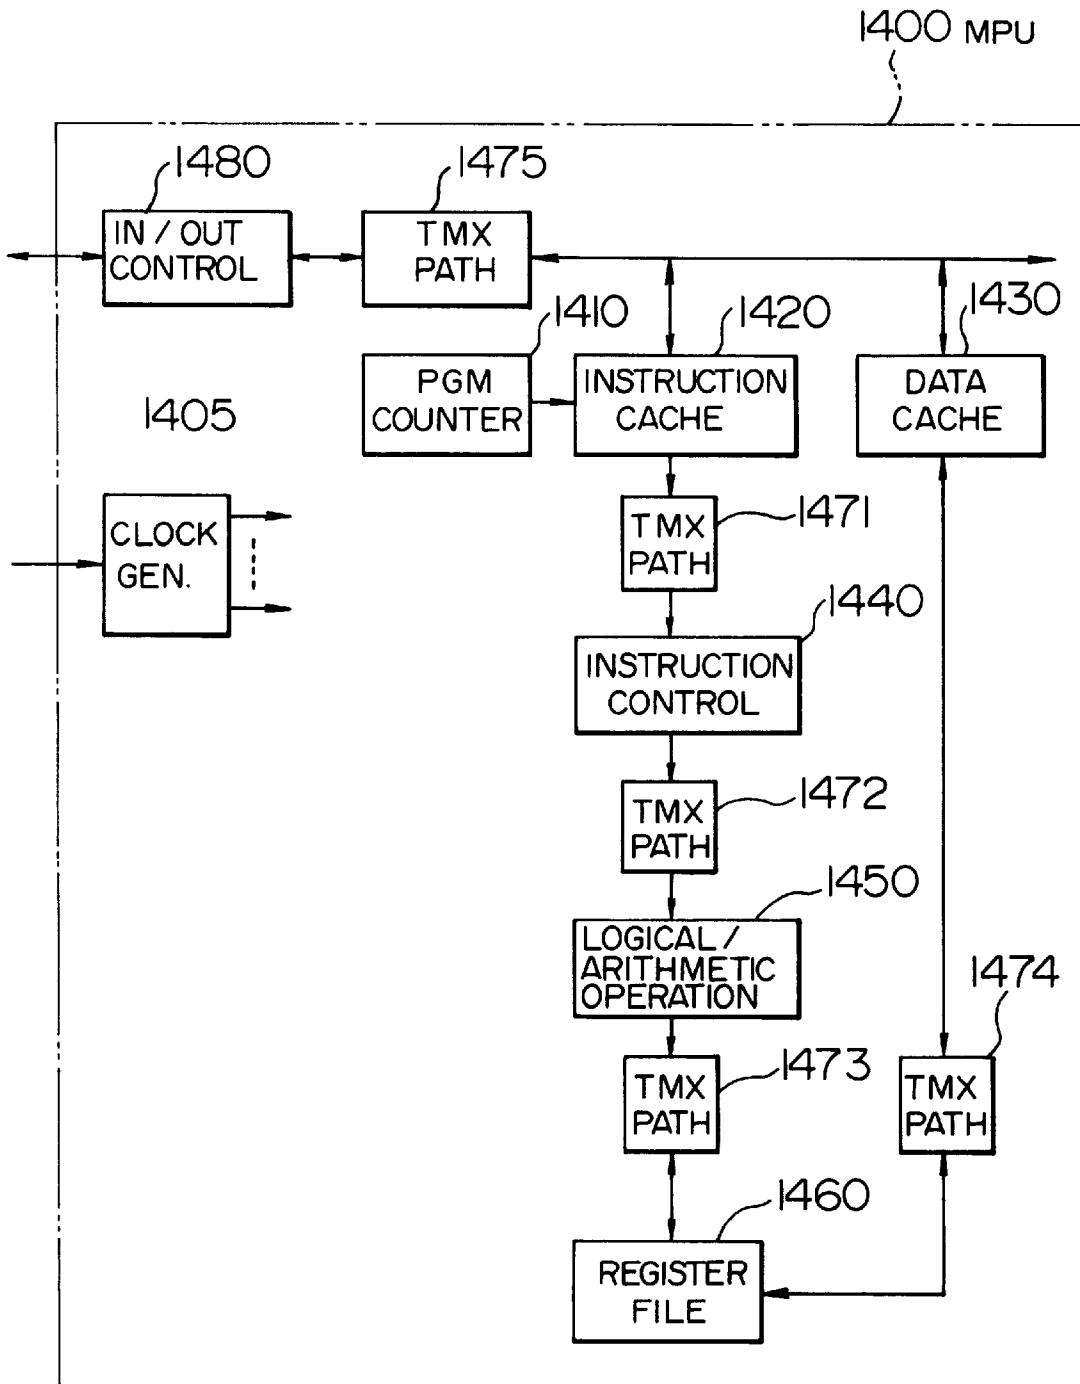 1400 MPU
1480
1475
IN / OUT
CONTROL
TMX
PATH
1410
1420
1430
PGM
COUNTER
INSTRUCTION
CACHE
DATA
CACHE
1405
CLOCK
GEN.
TMX
PATH
1471
1440
INSTRUCTION
CONTROL
TMX
PATH
1472
1450
LOGICAL /
ARITHMETIC
OPERATION
1474
TMX
PATH
1473
TMX
PATH
1460
REGISTER
FILE